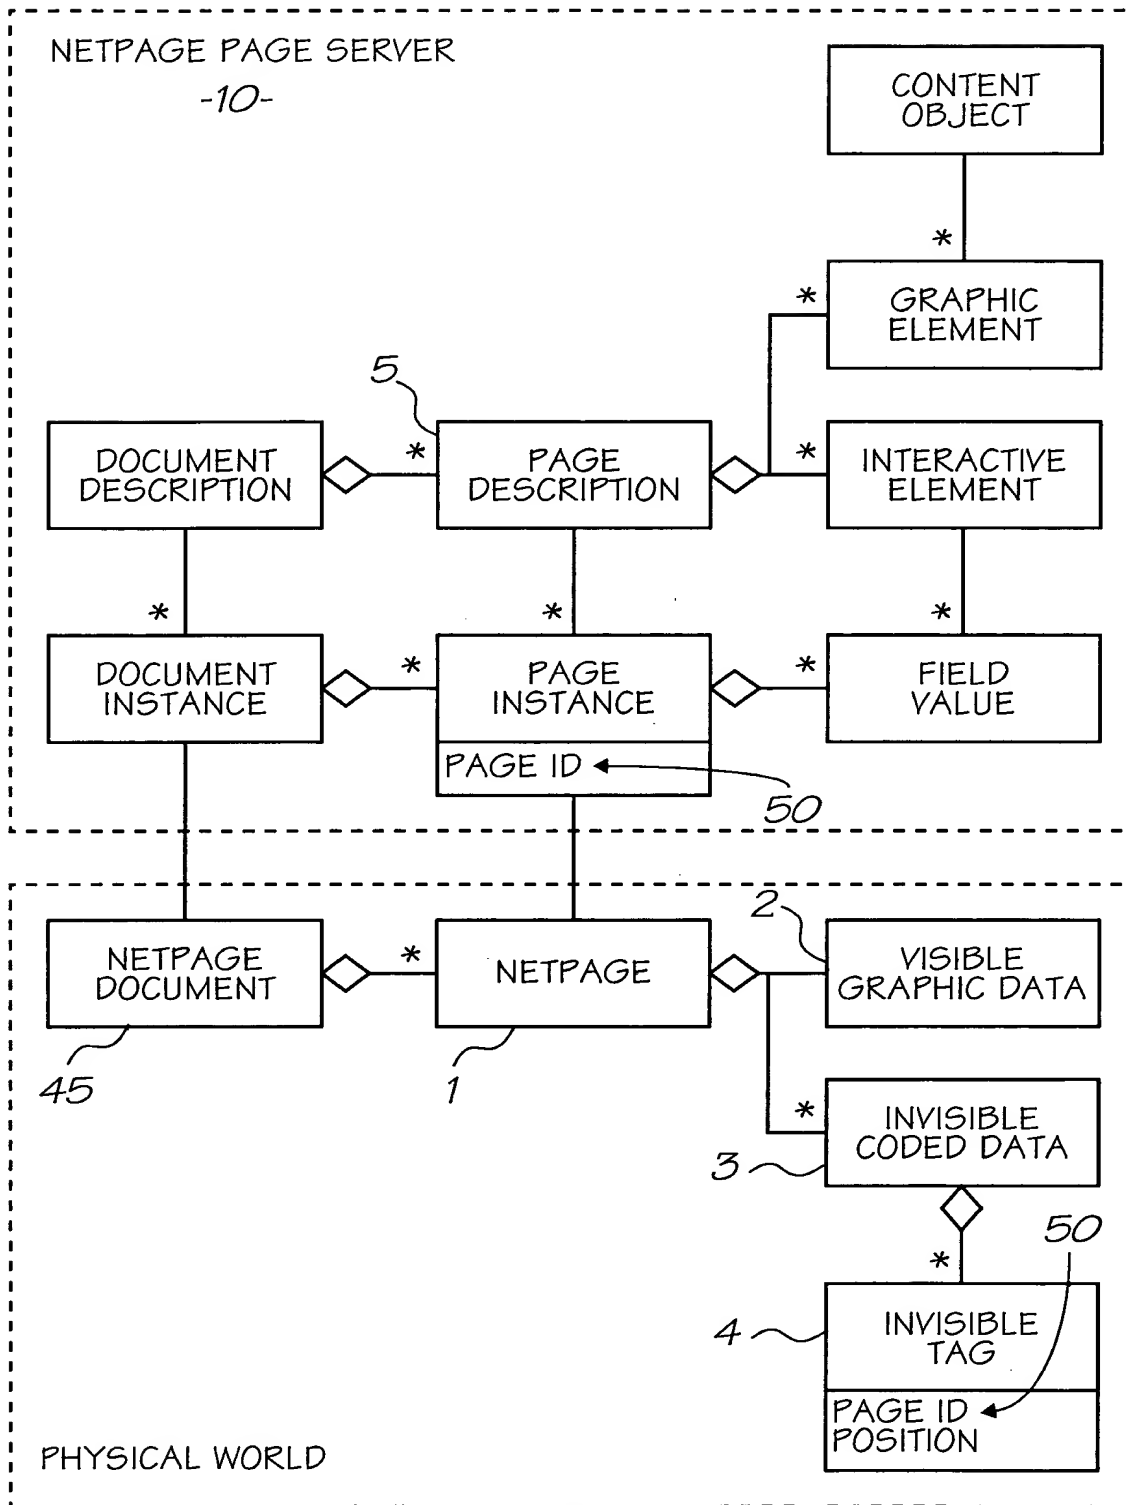 NETPAGE PAGE SERVER
-10-
CONTENT
OBJECT
*
*
GRAPHIC
ELEMENT
5
DOCUMENT
DESCRIPTION
*
PAGE
DESCRIPTION
*
INTERACTIVE
ELEMENT
*
*
*
DOCUMENT
INSTANCE
*
PAGE
INSTANCE
*
FIELD
VALUE
PAGE ID
50
2
NETPAGE
DOCUMENT
*
NETPAGE
VISIBLE
GRAPHIC DATA
45
1
*
INVISIBLE
CODED DATA
3
50
*
4
INVISIBLE
TAG
PAGE ID
POSITION
PHYSICAL WORLD